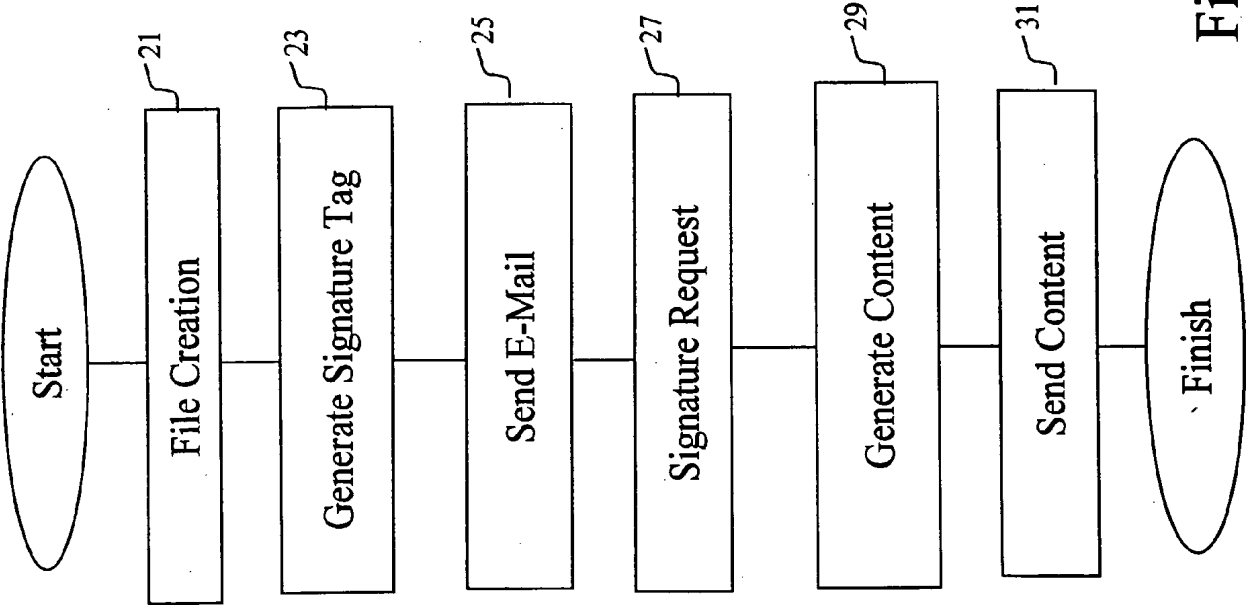 Start
File Creation
21
Generate Signature Tag
23
Send E-Mail
25
Signature Request
27
Generate Content
29
Send Content
31
Finish